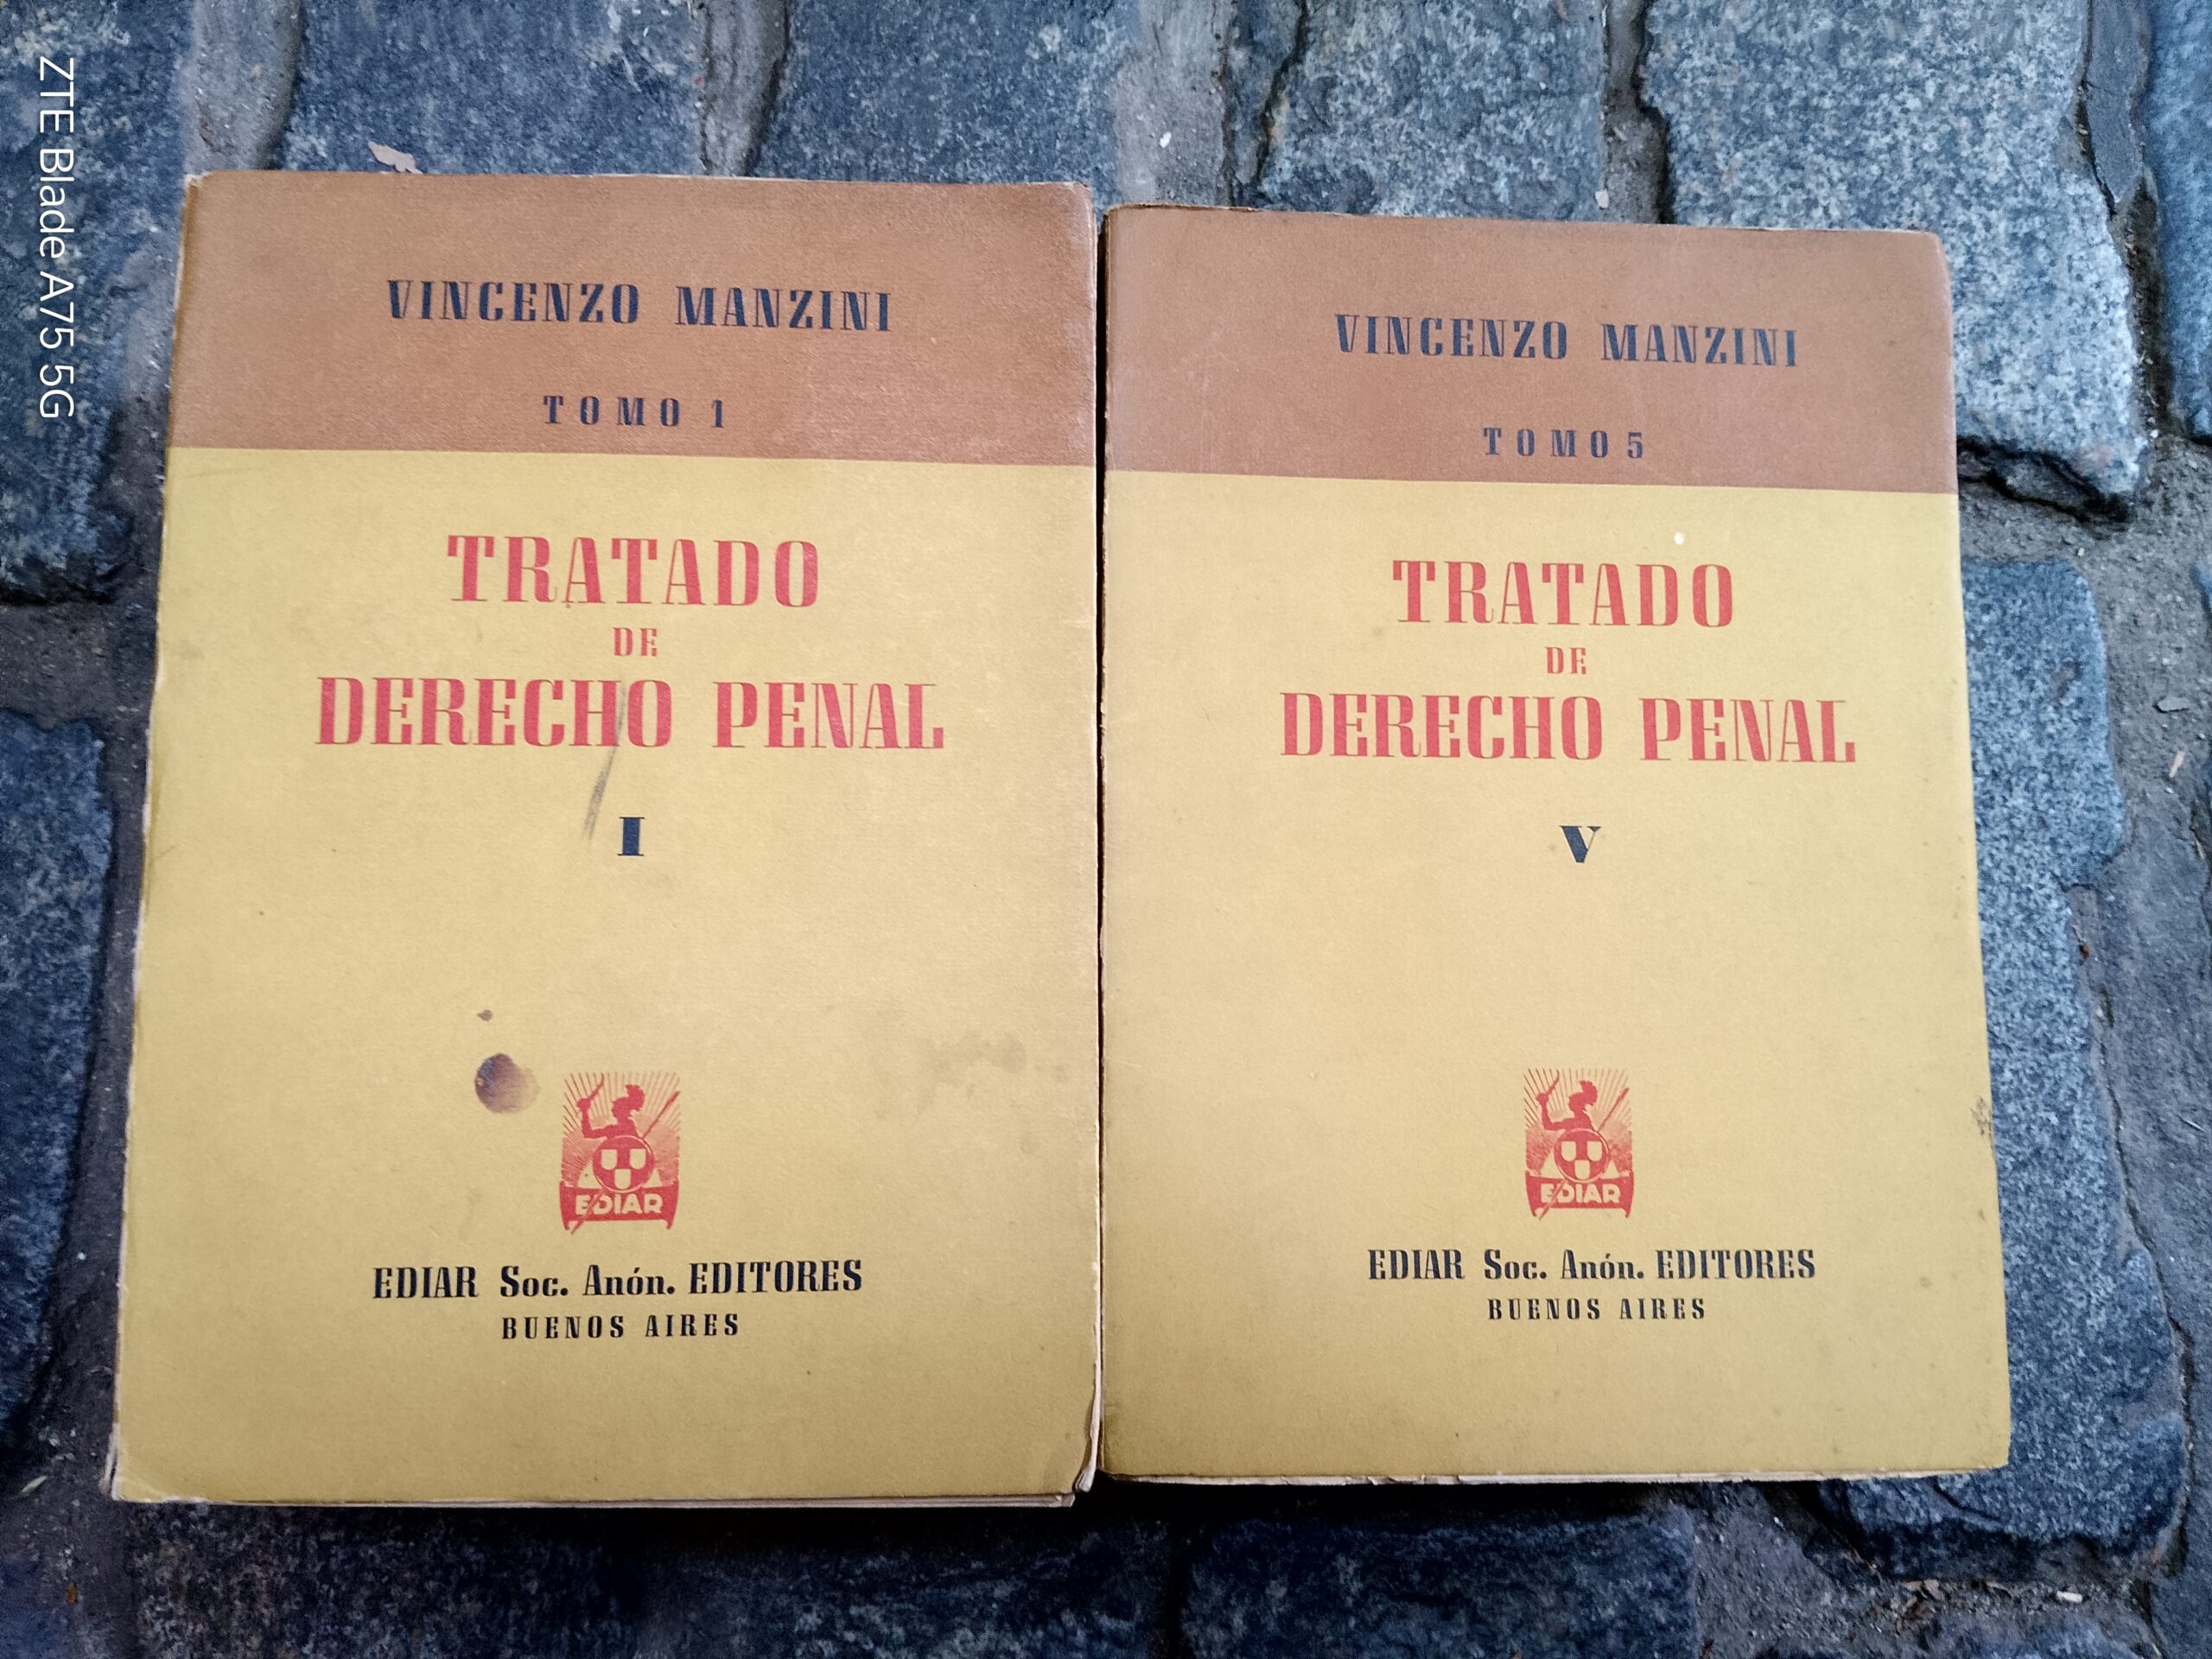 ZTE Blade A75 5G
VINCENZO MANZINI
TOMO 1
TRATADO
DE
DERECHO PENAL
I
EDIAR
EDIAR Soc. Anón. EDITORES
BUENOS AIRES
VINCENZO MANZINI
TOMO 5
TRATADO
DE
DERECHO PENAL
V
EDIAR
EDIAR Soc. Anón. EDITORES
BUENOS AIRES